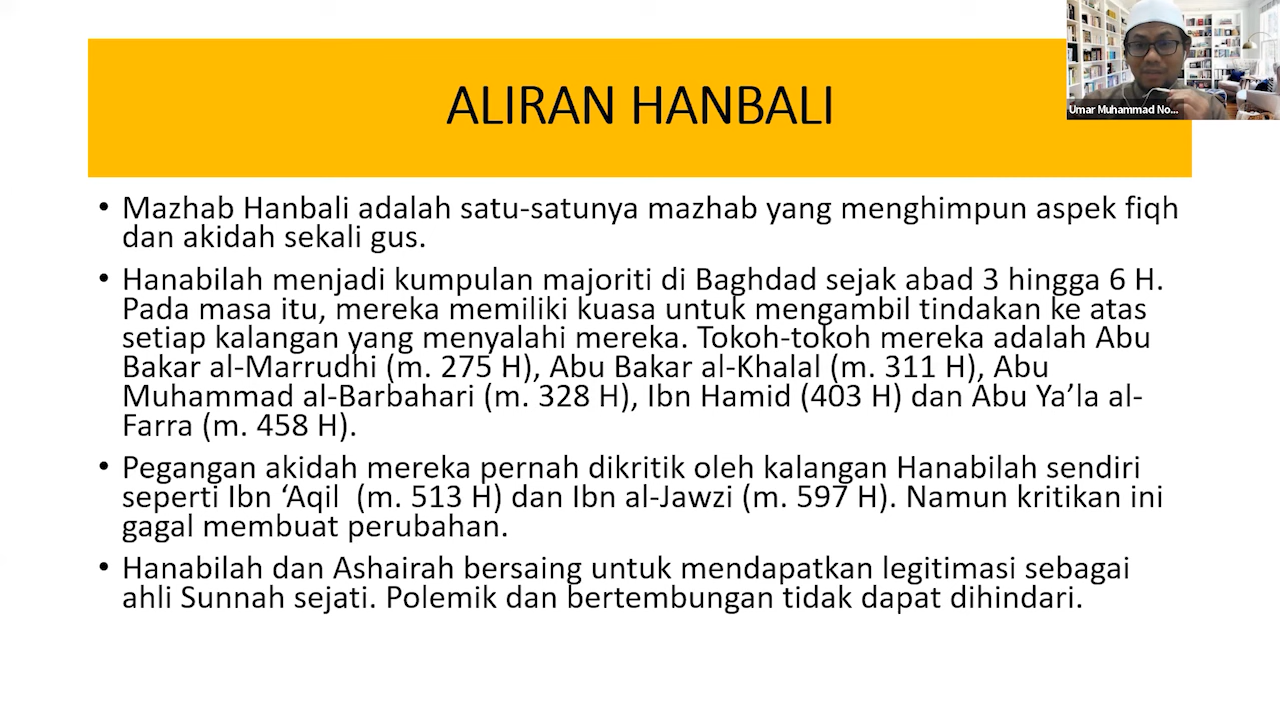 ALIRAN HANBALI
Umar Muhammad No...
• Mazhab Hanbali adalah satu-satunya mazhab yang menghimpun aspek fiqh
dan akidah sekali gus.
• Hanabilah menjadi kumpulan majoriti di Baghdad sejak abad 3 hingga 6 H.
Pada masa itu, mereka memiliki kuasa untuk mengambil tindakan ke atas
setiap kalangan yang menyalahi mereka. Tokoh-tokoh mereka adalah Abu
Bakar al-Marrudhi (m. 275 H), Abu Bakar al-Khalal (m. 311 H), Abu
Muhammad al-Barbahari (m. 328 H), Ibn Hamid (403 H) dan Abu Ya’la al-
Farra (m. 458 H).
• Pegangan akidah mereka pernah dikritik oleh kalangan Hanabilah sendiri
seperti Ibn ‘Aqil  (m. 513 H) dan Ibn al-Jawzi (m. 597 H). Namun kritikan ini
gagal membuat perubahan.
• Hanabilah dan Ashairah bersaing untuk mendapatkan legitimasi sebagai
ahli Sunnah sejati. Polemik dan bertembungan tidak dapat dihindari.